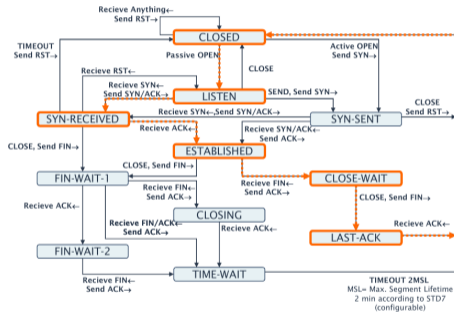 Recieve Anything←
Send RST→
CLOSED
TIMEOUT
Send RST→
Passive OPEN
Active OPEN
Send SYN→
CLOSE
Recieve RST←
Recieve SYN←
Send SYN/ACK→
LISTEN
SEND, Send SYN→
CLOSE
Send RST→
SYN-RECEIVED
Recieve SYN←,Send SYN/ACK→
SYN-SENT
Recieve ACK←
Recieve SYN/ACK←
Send ACK→
CLOSE, Send FIN→
ESTABLISHED
CLOSE, Send FIN→
FIN-WAIT-1
Recieve FIN←
Send ACK→
Recieve FIN←
Send ACK→
CLOSE-WAIT
CLOSE, Send FIN→
Recieve ACK←
CLOSING
Recieve FIN/ACK←
Send ACK→
Recieve ACK←
LAST-ACK
Recieve ACK←
FIN-WAIT-2
Recieve FIN←
Send ACK→
TIME-WAIT
TIMEOUT 2MSL
MSL= Max. Segment Lifetime
2 min according to STD7
(configurable)